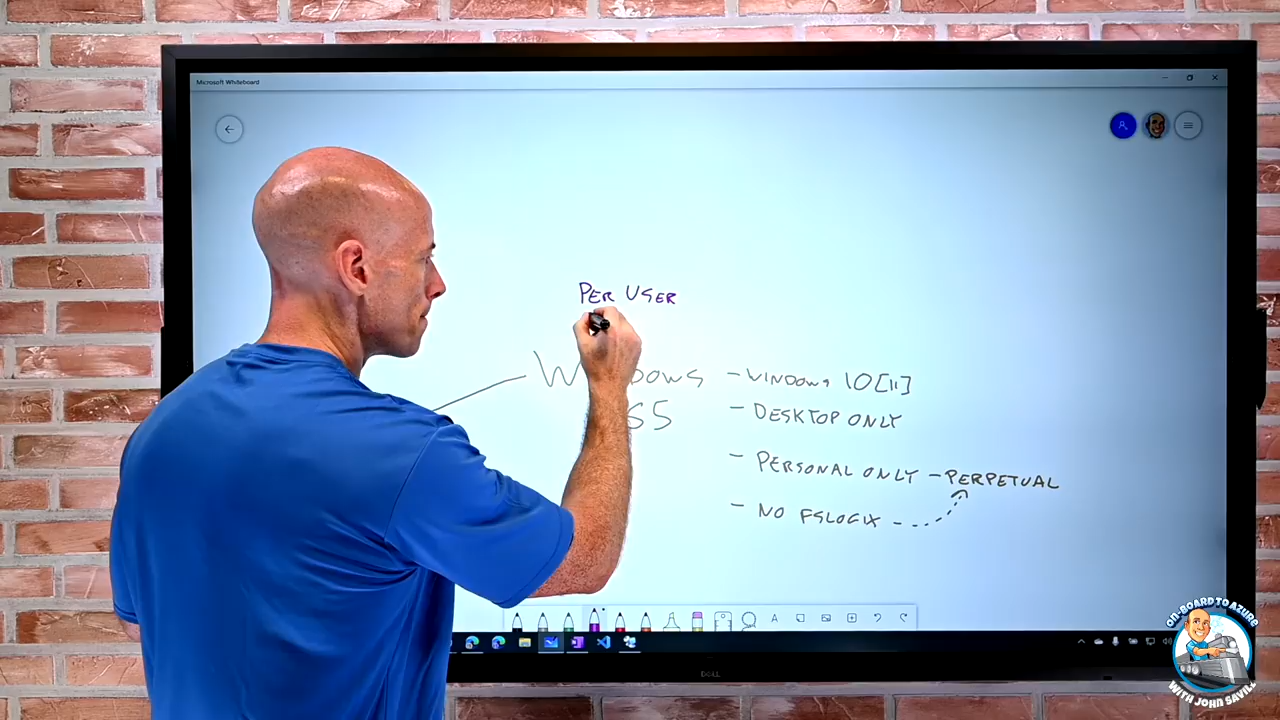 Microsoft Whiteboard
PER USER
WINDOWS 10[11]
DESKTOP ONLY
PERSONAL ONLY - PERPETUAL
NO FSLOGIX
DELL
ON-BOARD TO AZURE
WITH JOHN SAVILL